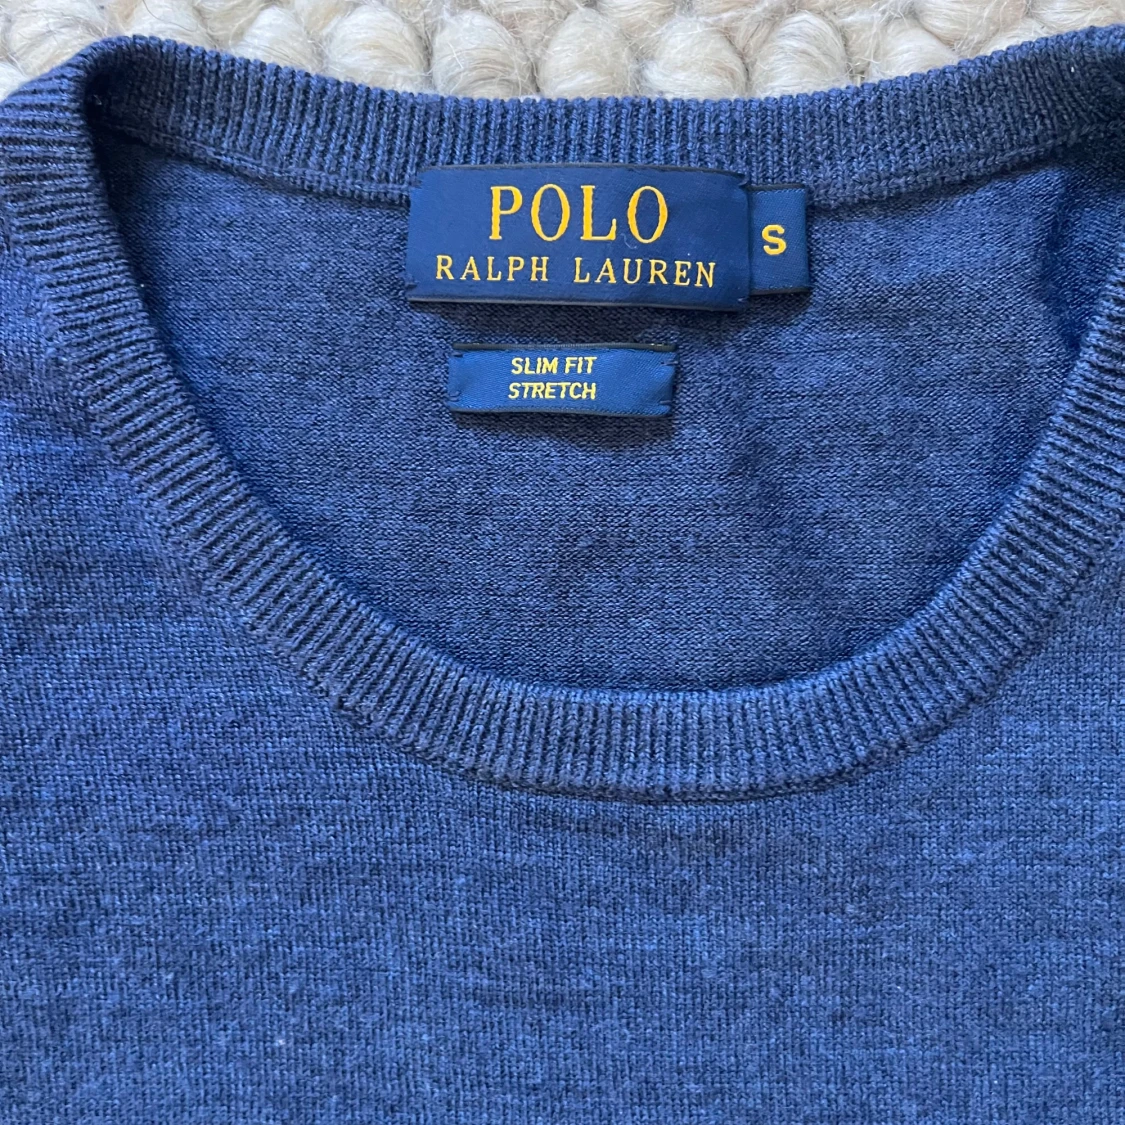 POLO
RALPH LAUREN
S
SLIM FIT
STRETCH